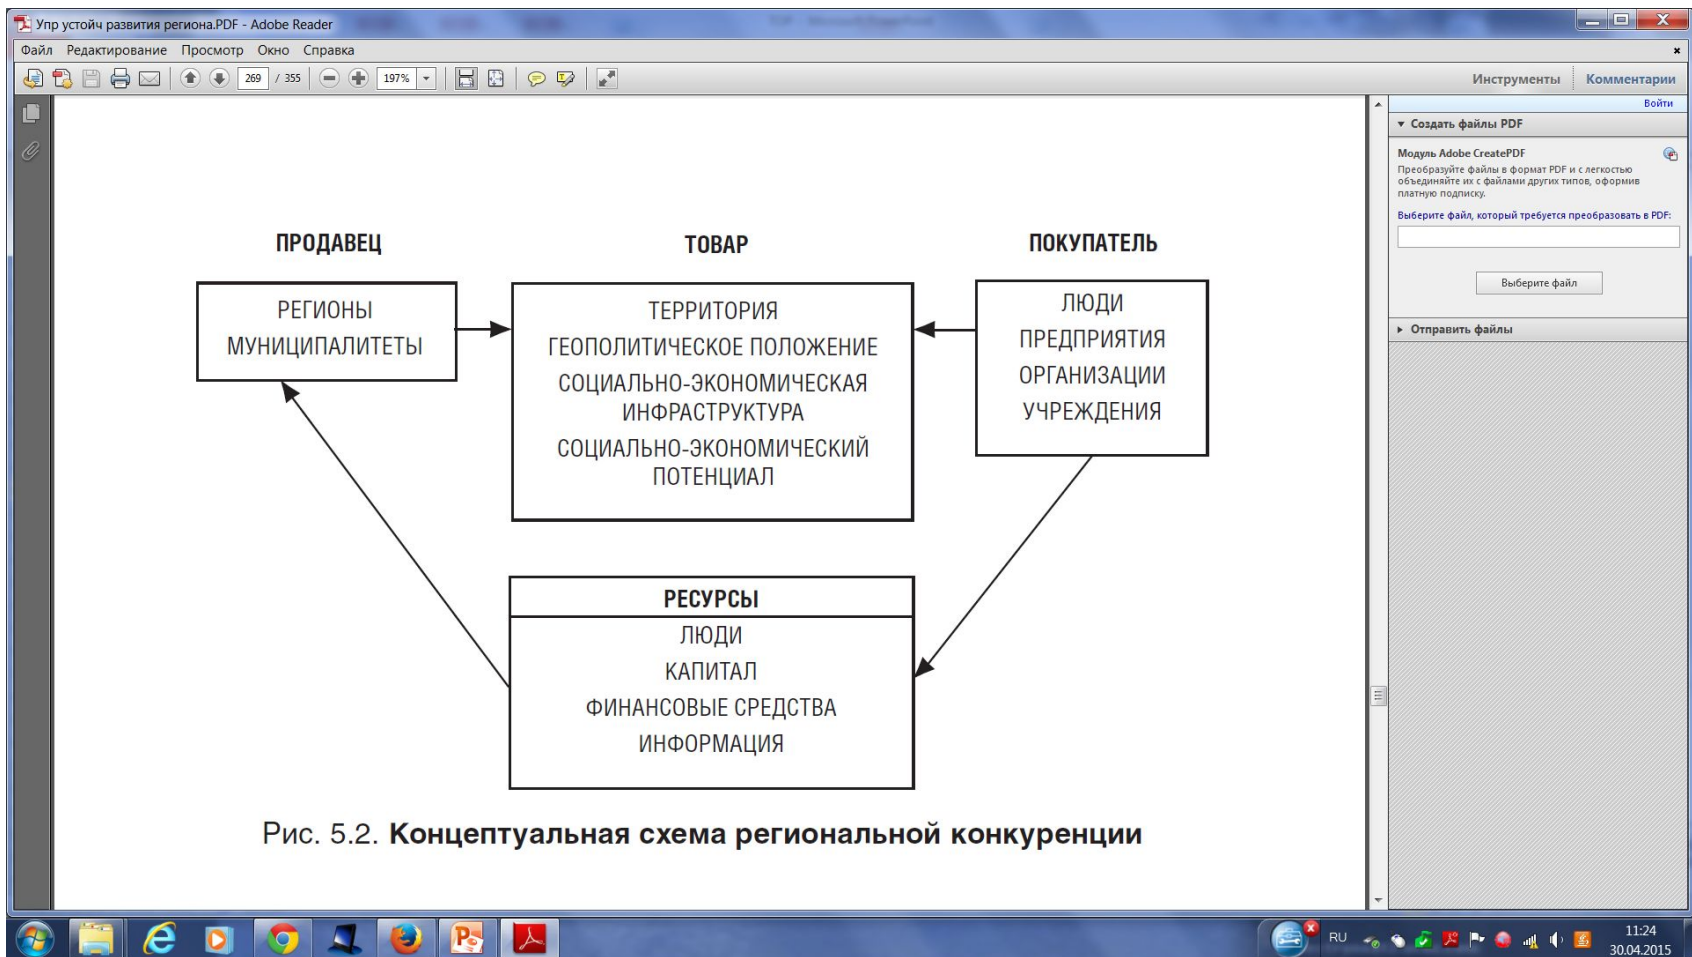 Упр устойч развития региона.PDF - Adobe Reader
Файл Редактирование Просмотр Окно Справка
269 / 355
197%
Инструменты
Комментарии
Войти
Создать файлы PDF
Модуль Adobe CreatePDF
Преобразуйте файлы в формат PDF и с легкостью
объединяйте их с файлами других типов, оформив
платную подписку.
Выберите файл, который требуется преобразовать в PDF:
Выберите файл
Отправить файлы
ПРОДАВЕЦ
ТОВАР
ПОКУПАТЕЛЬ
РЕГИОНЫ
МУНИЦИПАЛИТЕТЫ
ТЕРРИТОРИЯ
ГЕОПОЛИТИЧЕСКОЕ ПОЛОЖЕНИЕ
СОЦИАЛЬНО-ЭКОНОМИЧЕСКАЯ
ИНФРАСТРУКТУРА
СОЦИАЛЬНО-ЭКОНОМИЧЕСКИЙ
ПОТЕНЦИАЛ
ЛЮДИ
ПРЕДПРИЯТИЯ
ОРГАНИЗАЦИИ
УЧРЕЖДЕНИЯ
РЕСУРСЫ
ЛЮДИ
КАПИТАЛ
ФИНАНСОВЫЕ СРЕДСТВА
ИНФОРМАЦИЯ
Рис. 5.2. Концептуальная схема региональной конкуренции
RU
11:24
30.04.2015